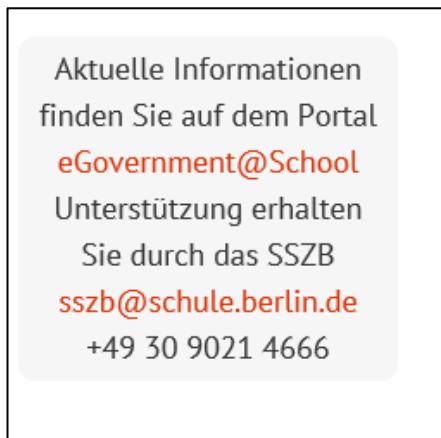 Aktuelle Informationen
finden Sie auf dem Portal
eGovernment@School
Unterstützung erhalten
Sie durch das SSZB
sszb@schule.berlin.de
+49 30 9021 4666